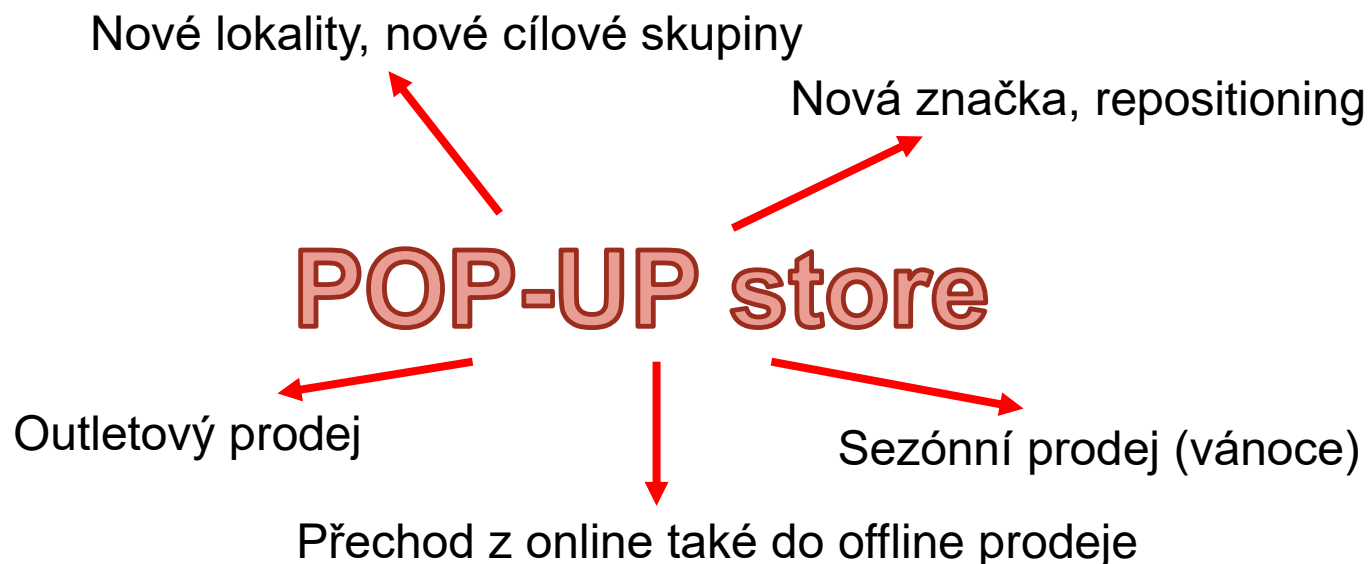 Nové lokality, nové cílové skupiny
Nová značka, repositioning
POP-UP store
Outletový prodej
Sezónní prodej (vánoce)
Přechod z online také do offline prodeje